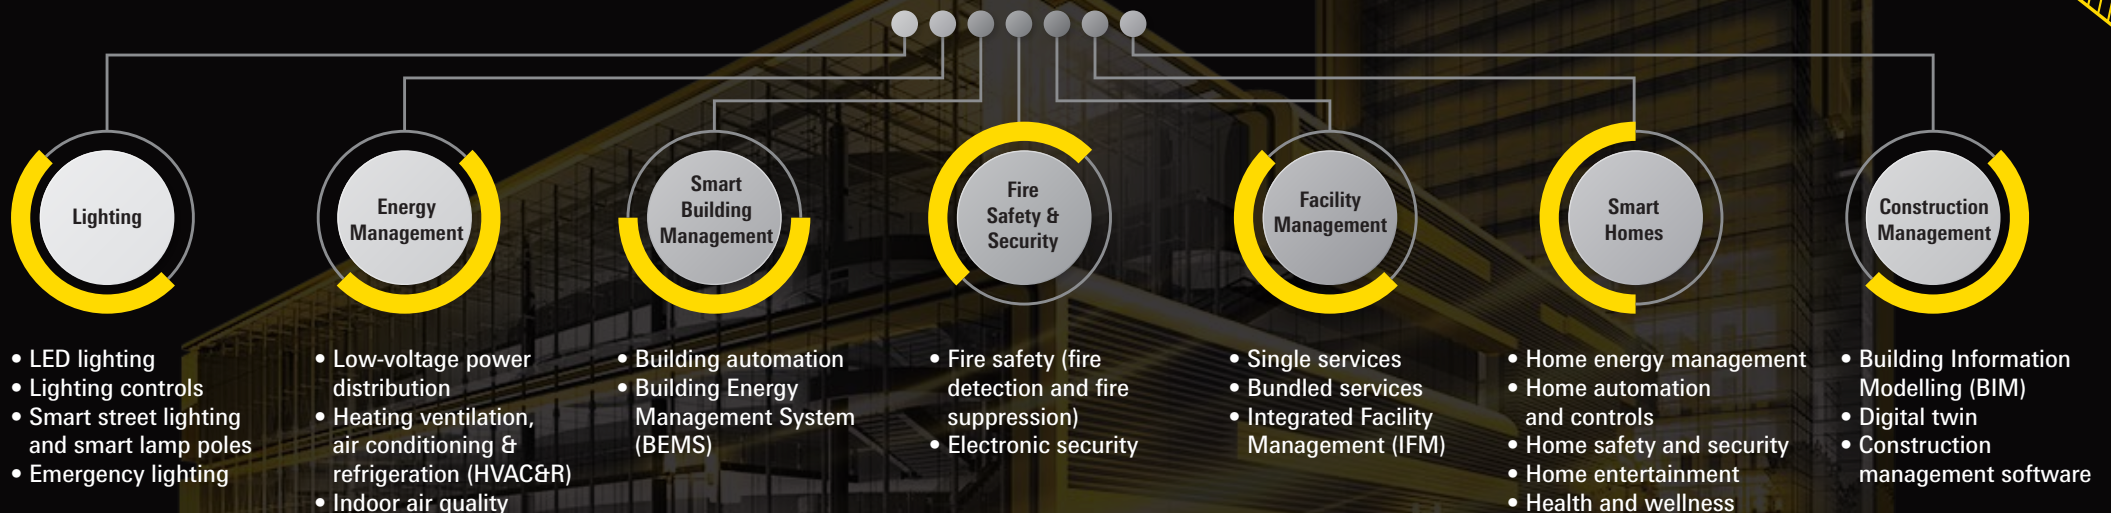 Lighting
• LED lighting
• Lighting controls
• Smart street lighting
and smart lamp poles
• Emergency lighting
Energy
Management
• Low-voltage power
distribution
• Heating ventilation,
air conditioning &
refrigeration (HVAC&R)
• Indoor air quality
Smart
Building
Management
• Building automation
• Building Energy
Management System
(BEMS)
Fire
Safety &
Security
• Fire safety (fire
detection and fire
suppression)
• Electronic security
Facility
Management
• Single services
• Bundled services
• Integrated Facility
Management (IFM)
Smart
Homes
• Home energy management
• Home automation
and controls
• Home safety and security
• Home entertainment
• Health and wellness
Construction
Management
• Building Information
Modelling (BIM)
• Digital twin
• Construction
management software